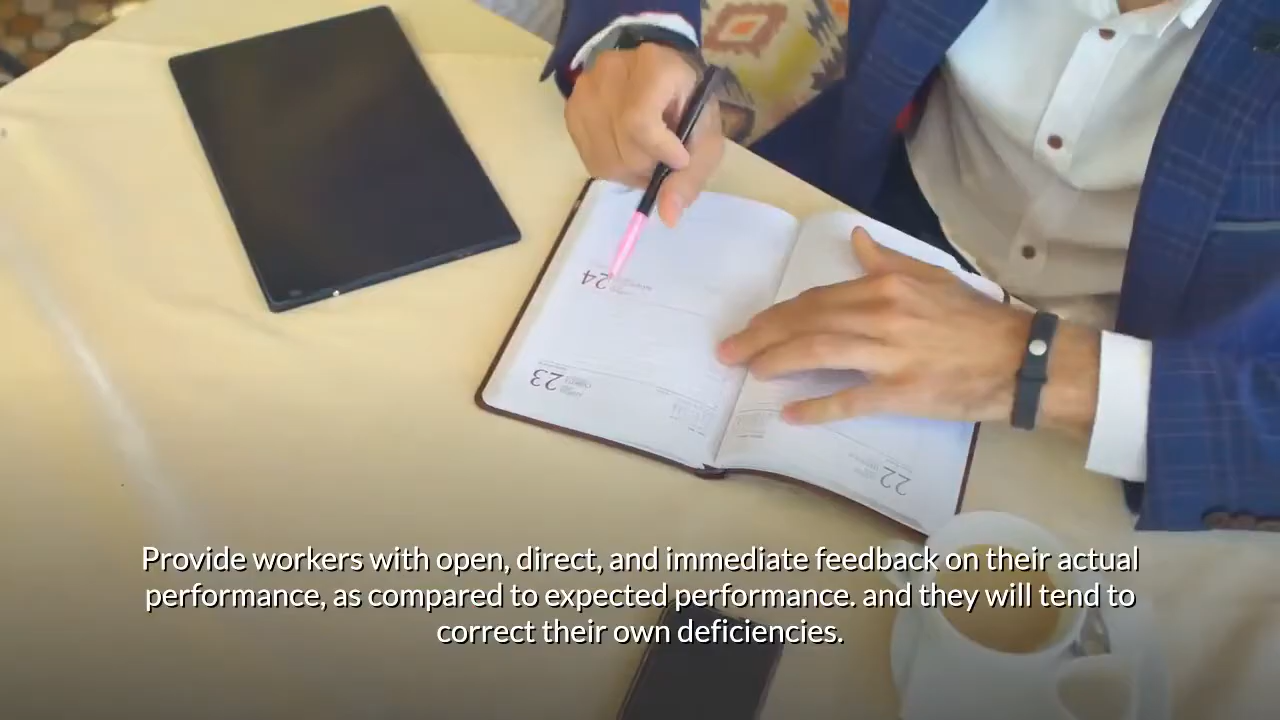 24
23
22
Provide workers with open, direct, and immediate feedback on their actual
performance, as compared to expected performance. and they will tend to
correct their own deficiencies.